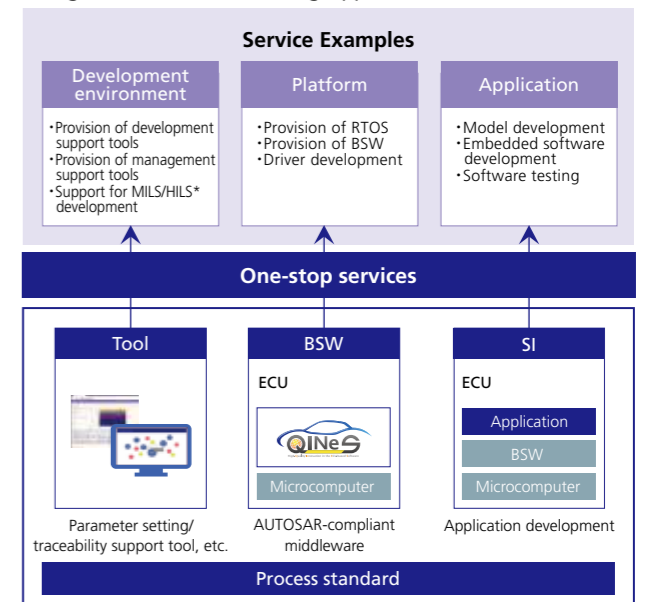 Service Examples
Development
environment
・Provision of development
support tools
・Provision of management
support tools
・Support for MILS/HILS*
development
Platform
・Provision of RTOS
・Provision of BSW
・Driver development
Application
・Model development
・Embedded software
development
・Software testing
One-stop services
Tool
Parameter setting/
traceability support tool, etc.
BSW
ECU
QINeS
Microcomputer
AUTOSAR-compliant
middleware
SI
ECU
Application
BSW
Microcomputer
Application development
Process standard